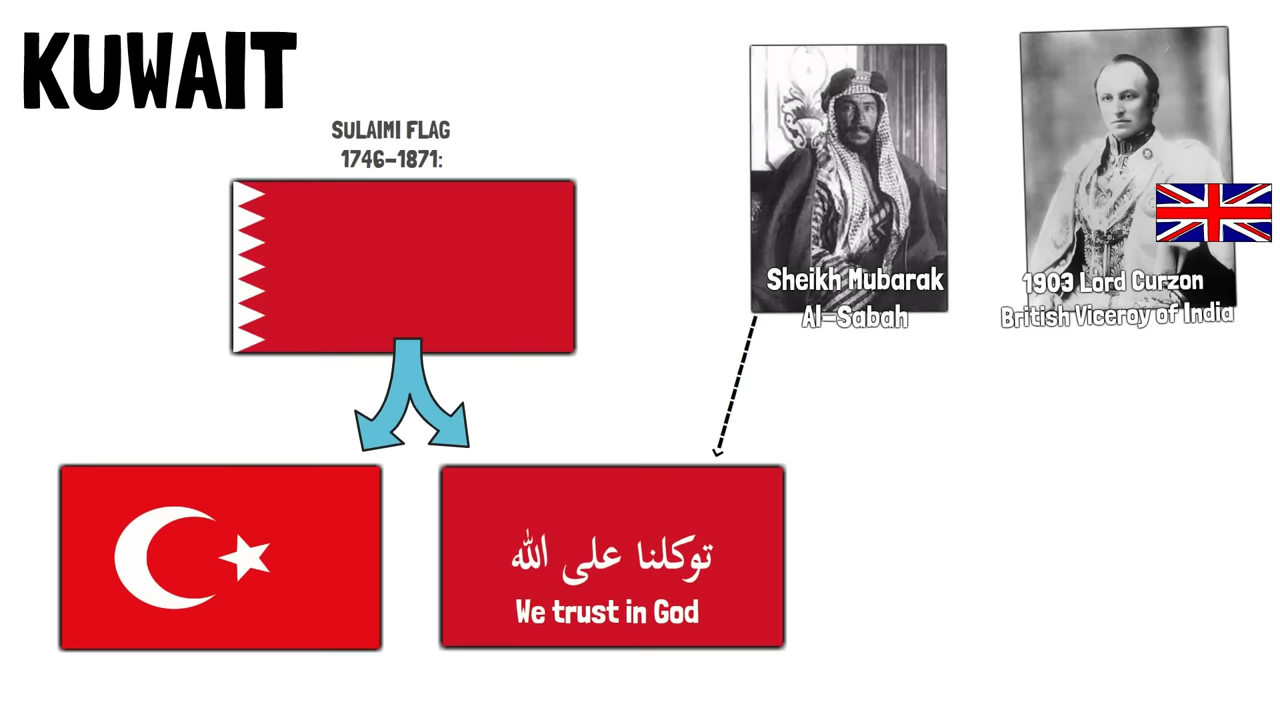 KUWAIT
SULAIMI FLAG
1746-1871:
Sheikh Mubarak
Al-Sabah
1903 Lord Curzon
British Viceroy of India
توكلنا على الله
We trust in God